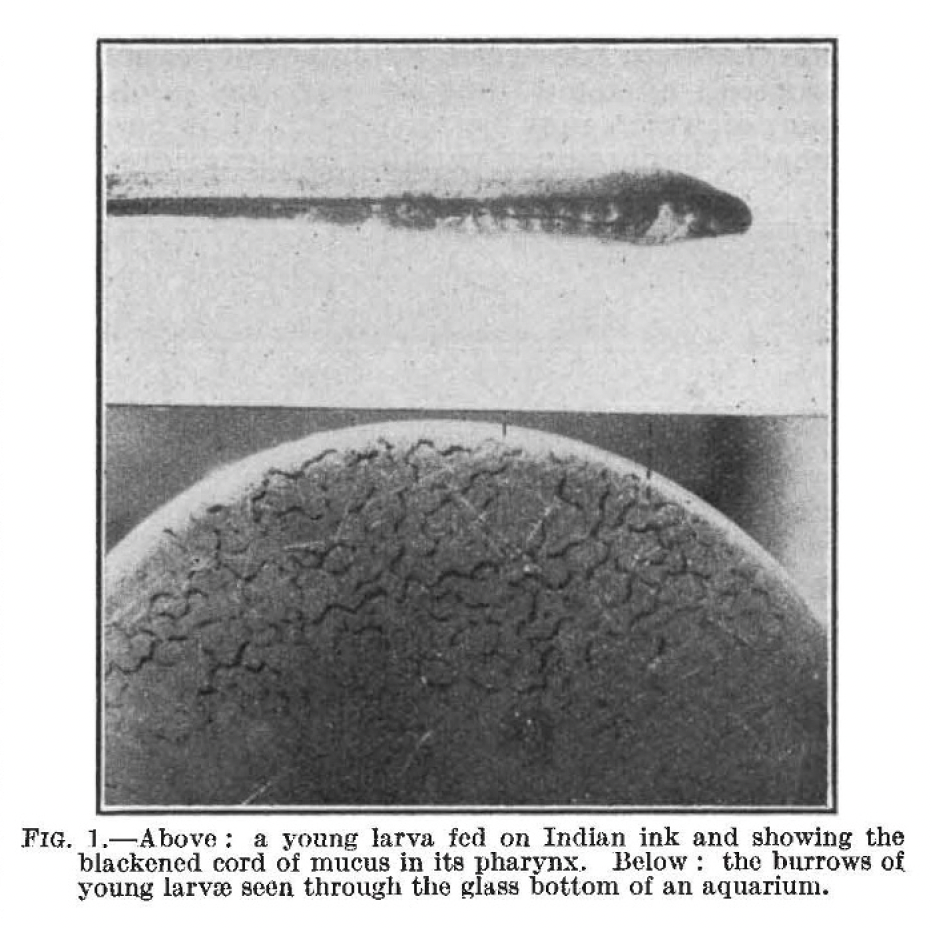 FIG. 1.—Above: a young larva fed on Indian ink and showing the
blackened cord of mucus in its pharynx. Below: the burrows of
young larvæ seen through the glass bottom of an aquarium.